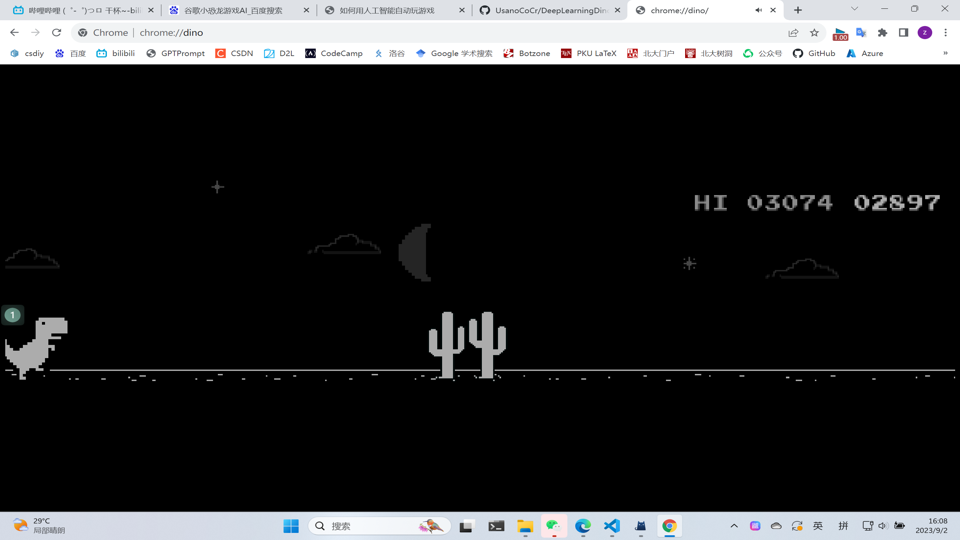 哔哩哔哩 (゜-゜)つロ 干杯~-bili
谷歌小恐龙游戏AI_百度搜索
如何用人工智能自动玩游戏
UsanoCoCr/DeepLearningDin
chrome://dino/
Chrome | chrome://dino
1.00
z
csdiy
百度
bilibili
GPTPrompt
CSDN
D2L
CodeCamp
洛谷
Google 学术搜索
Botzone
PKU LaTeX
北大门户
北大树洞
公众号
GitHub
Azure
»
HI 03074 02897
1
29°C
局部晴朗
搜索
英
拼
16:08
2023/9/2